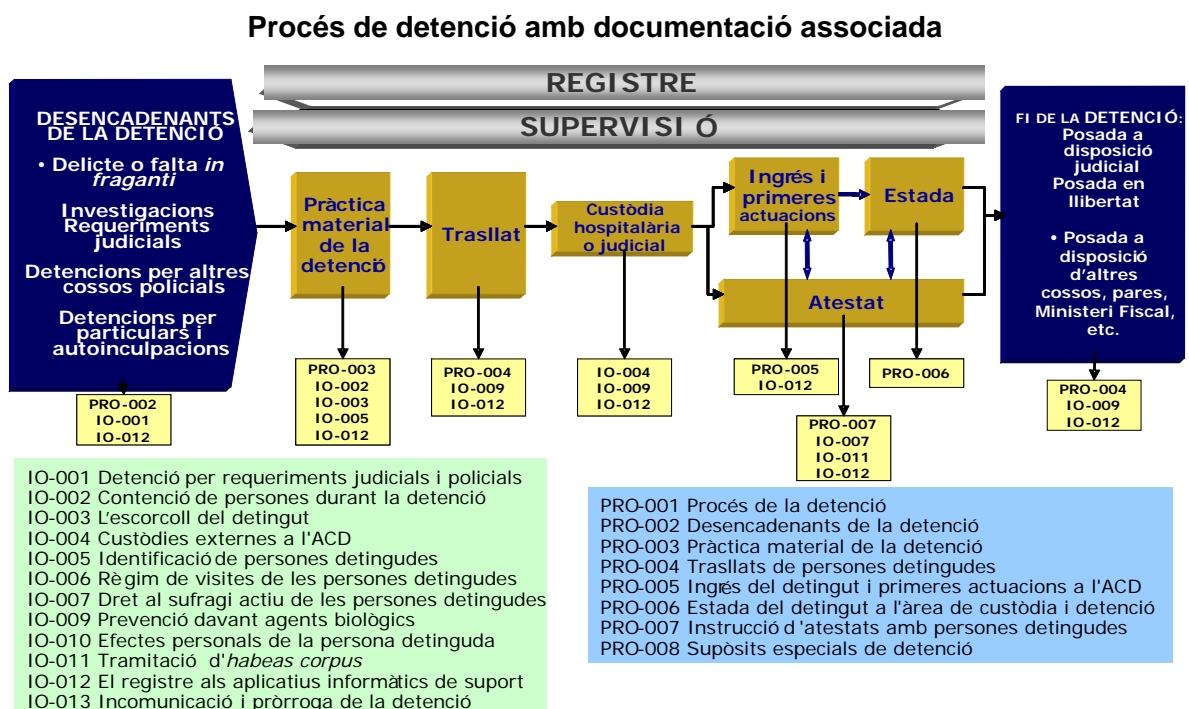 Procés de detenció amb documentació associada
REGISTRE
SUPERVISIÓ
DESENCADENANTS
DE LA DETENCIÓ
• Delicte o falta in
fraganti
Investigacions
Requeriments
judicials
Detencions per altres
cossos policials
Detencions per
particulars i
autoinculpacions
Pràctica
material
de la
detenció
Trasllat
Custòdia
hospitalària
o judicial
Ingrés i
primeres
actuacions
Estada
Atestat
FI DE LA DETENCIÓ:
Posada a
disposició
judicial
Posada en
llibertat
• Posada a
disposició
d'altres
cossos, pares,
Ministeri Fiscal,
etc.
PRO-002
IO-001
IO-012
PRO-003
IO-002
IO-003
IO-005
IO-012
PRO-004
IO-009
IO-012
IO-004
IO-009
IO-012
PRO-005
IO-012
PRO-006
PRO-007
IO-007
IO-011
IO-012
PRO-004
IO-009
IO-012
IO-001 Detenció per requeriments judicials i policials
IO-002 Contenció de persones durant la detenció
IO-003 L'escorcoll del detingut
IO-004 Custòdies externes a l'ACD
IO-005 Identificació de persones detingudes
IO-006 Règim de visites de les persones detingudes
IO-007 Dret al sufragi actiu de les persones detingudes
IO-009 Prevenció davant agents biològics
IO-010 Efectes personals de la persona detinguda
IO-011 Tramitació d'habeas corpus
IO-012 El registre als aplicatius informàtics de suport
IO-013 Incomunicació i pròrroga de la detenció
PRO-001 Procés de la detenció
PRO-002 Desencadenants de la detenció
PRO-003 Pràctica material de la detenció
PRO-004 Trasllats de persones detingudes
PRO-005 Ingrés del detingut i primeres actuacions a l'ACD
PRO-006 Estada del detingut a l'àrea de custòdia i detenció
PRO-007 Instrucció d'atestats amb persones detingudes
PRO-008 Supòsits especials de detenció